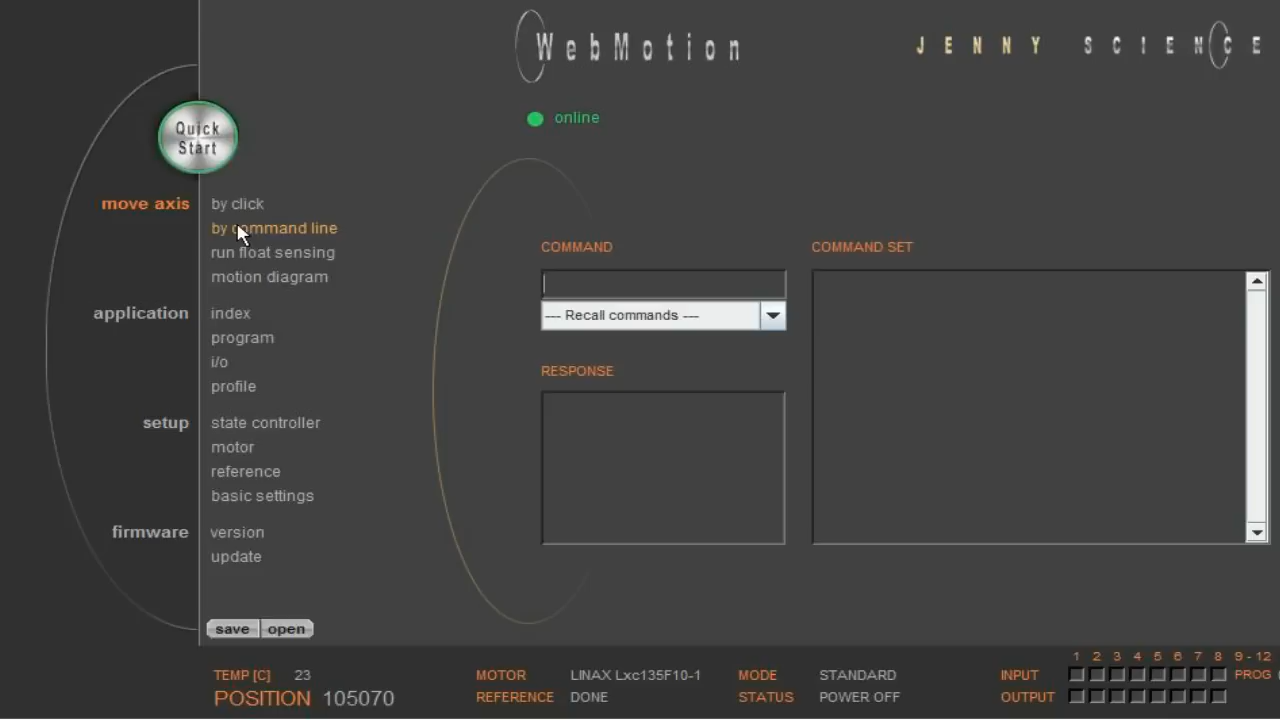 WebMotion
JENNY SCIENCE
Quick
Start
online
move axis
by click
by command line
run float sensing
motion diagram
application
index
program
i/o
profile
setup
state controller
motor
reference
basic settings
firmware
version
update
save open
COMMAND
--- Recall commands ---
RESPONSE
COMMAND SET
1 2 3 4 5 6 7 8 9 - 12
TEMP [C] 23 MOTOR LINAX Lxc135F10-1 MODE STANDARD INPUT PROG
POSITION 105070 REFERENCE DONE STATUS POWER OFF OUTPUT